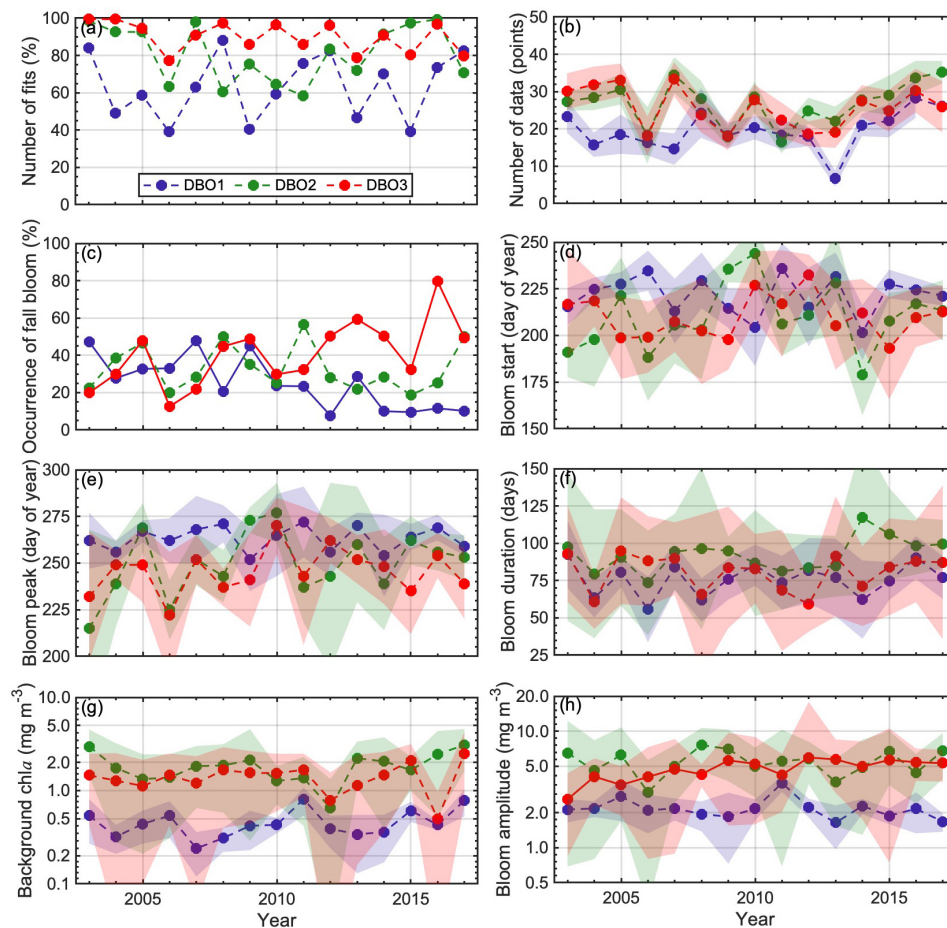 (a)
Number of fits (%)
100
80
60
40
20
0
DBO1 DBO2 DBO3
(b)
Number of data (points)
50
40
30
20
10
0
(c)
Occurrence of fall bloom (%)
100
80
60
40
20
0
(d)
Bloom start (day of year)
250
225
200
175
150
(e)
Bloom peak (day of year)
300
275
250
225
200
(f)
Bloom duration (days)
150
125
100
75
50
25
(g)
Background chla (mg m⁻³)
10.0
5.0
2.0
1.0
0.5
0.2
0.1
2005 2010 2015
Year
(h)
Bloom amplitude (mg m⁻³)
20.0
10.0
5.0
2.0
1.0
0.5
2005 2010 2015
Year